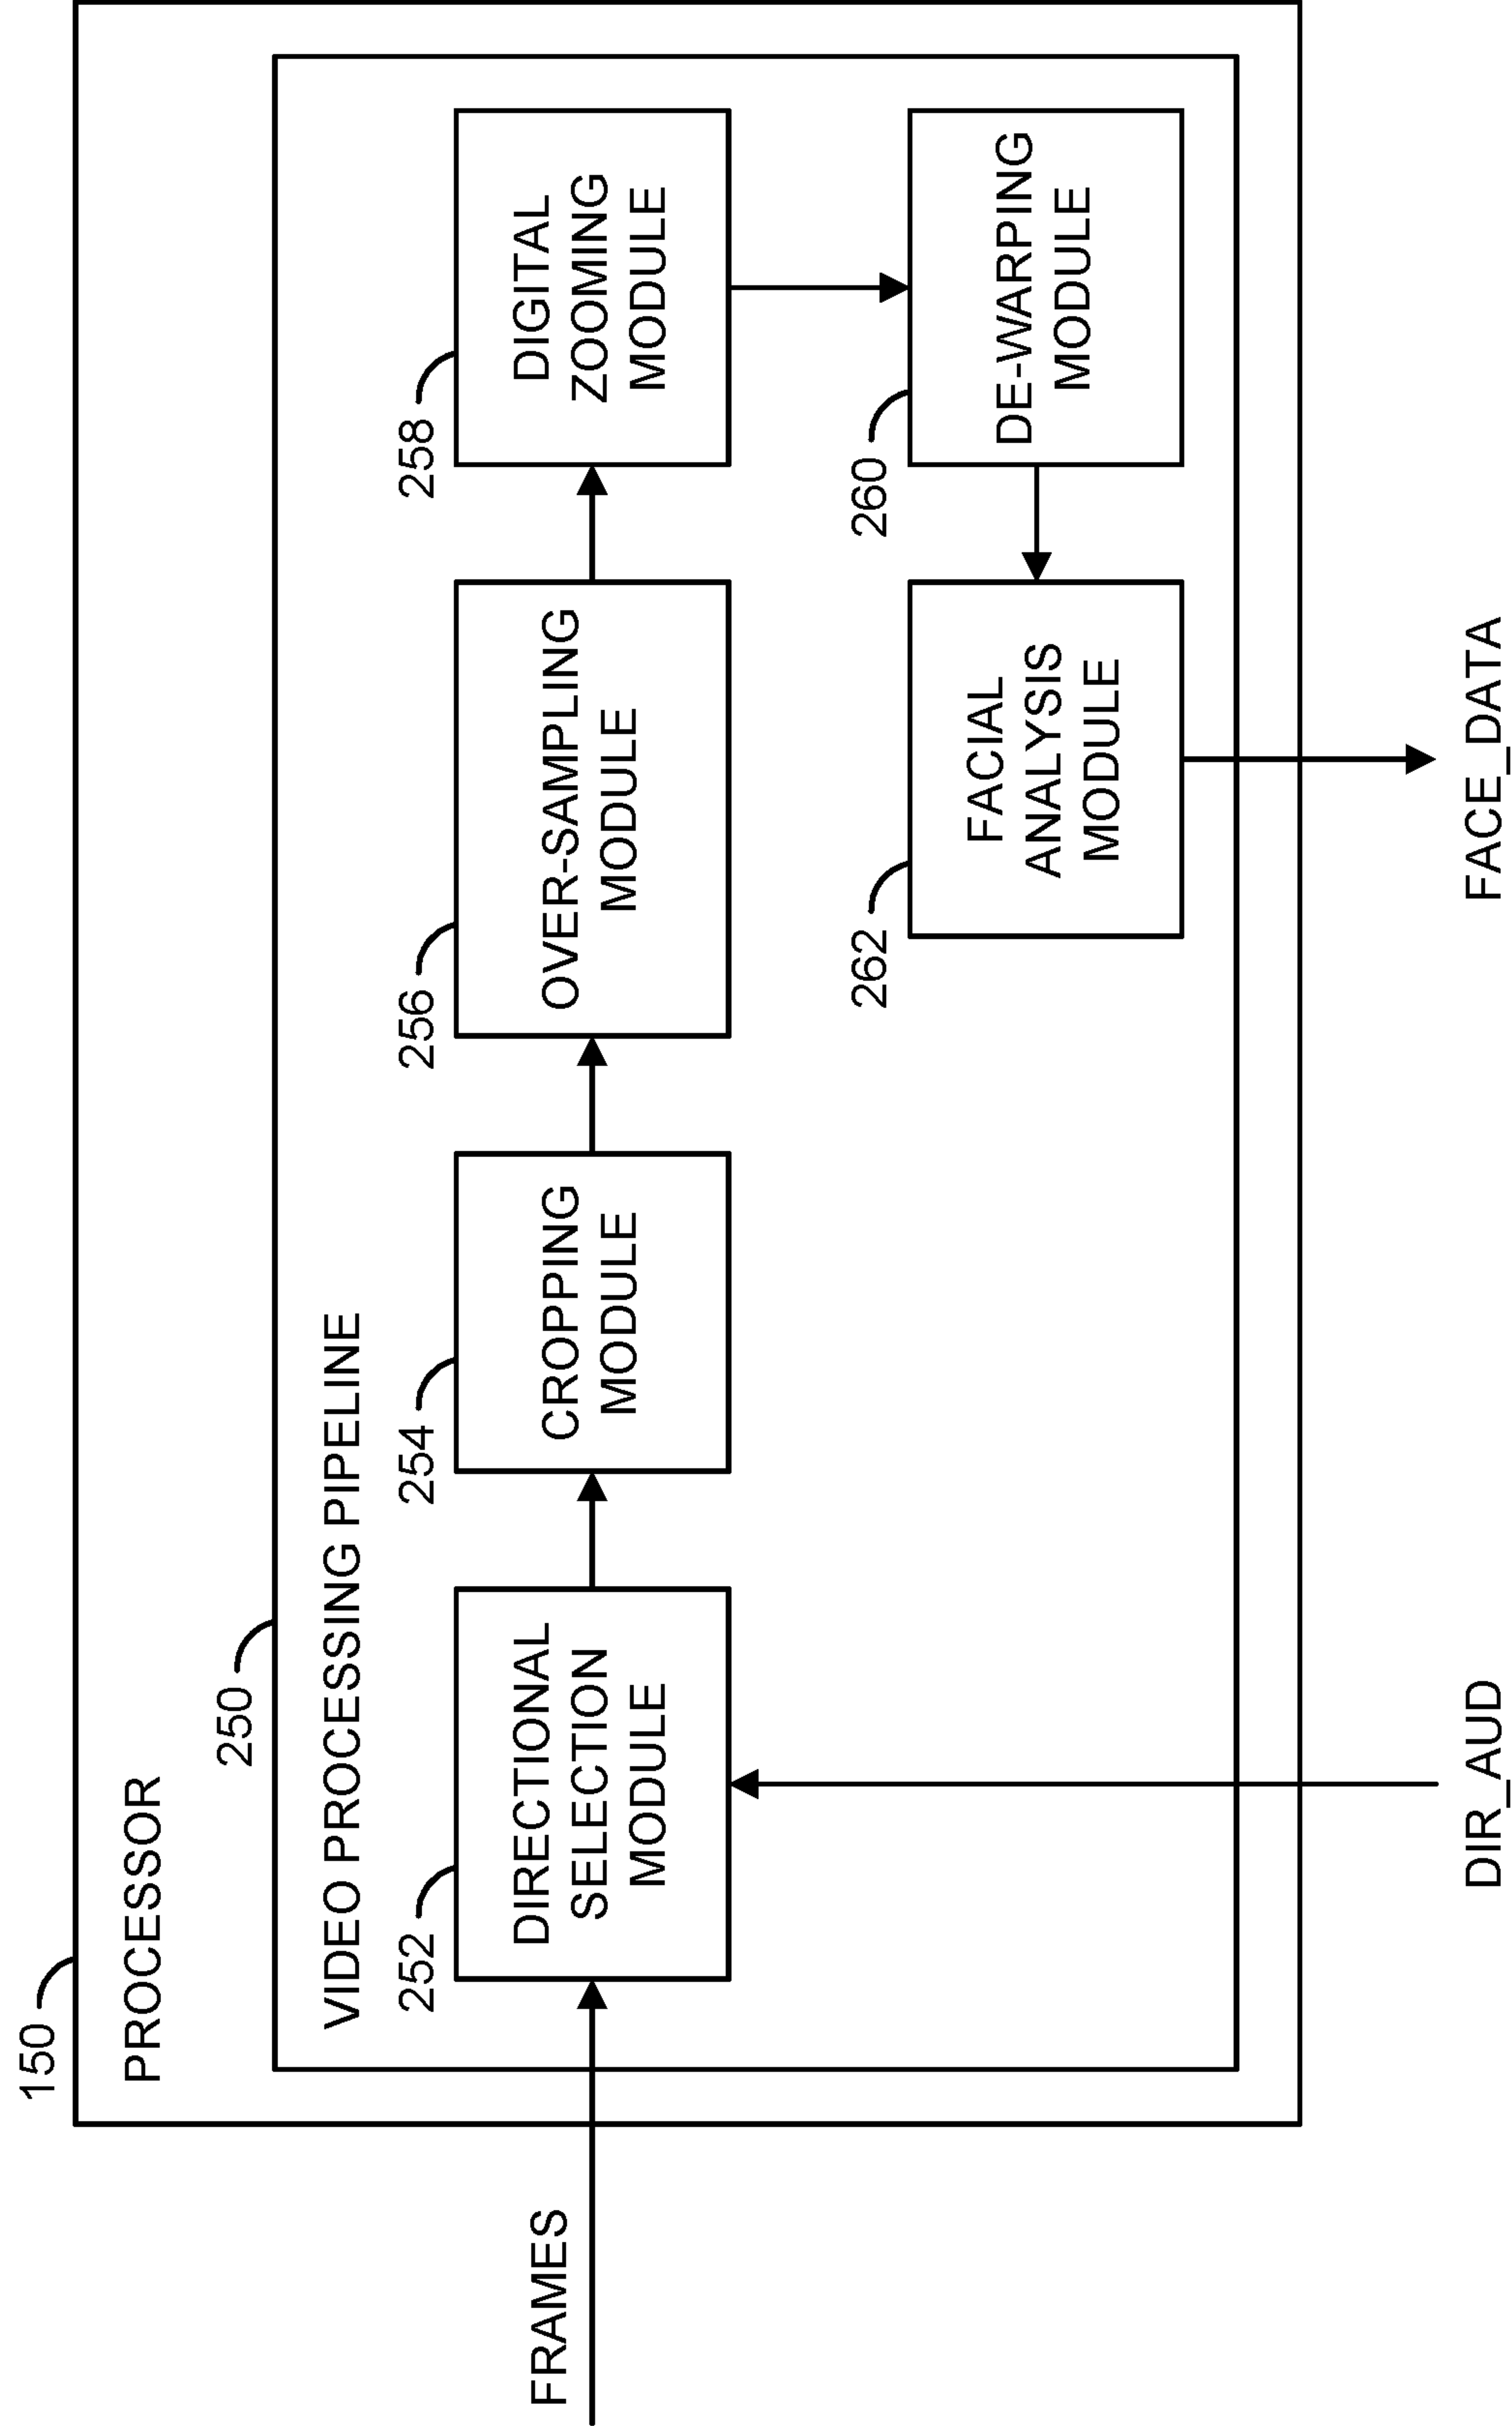 150
PROCESSOR
250
VIDEO PROCESSING PIPELINE
252
DIRECTIONAL
SELECTION
MODULE
254
CROPPING
MODULE
256
OVER-SAMPLING
MODULE
258
DIGITAL
ZOOMING
MODULE
FRAMES
262
FACIAL
ANALYSIS
MODULE
260
DE-WARPING
MODULE
DIR_AUD
FACE_DATA